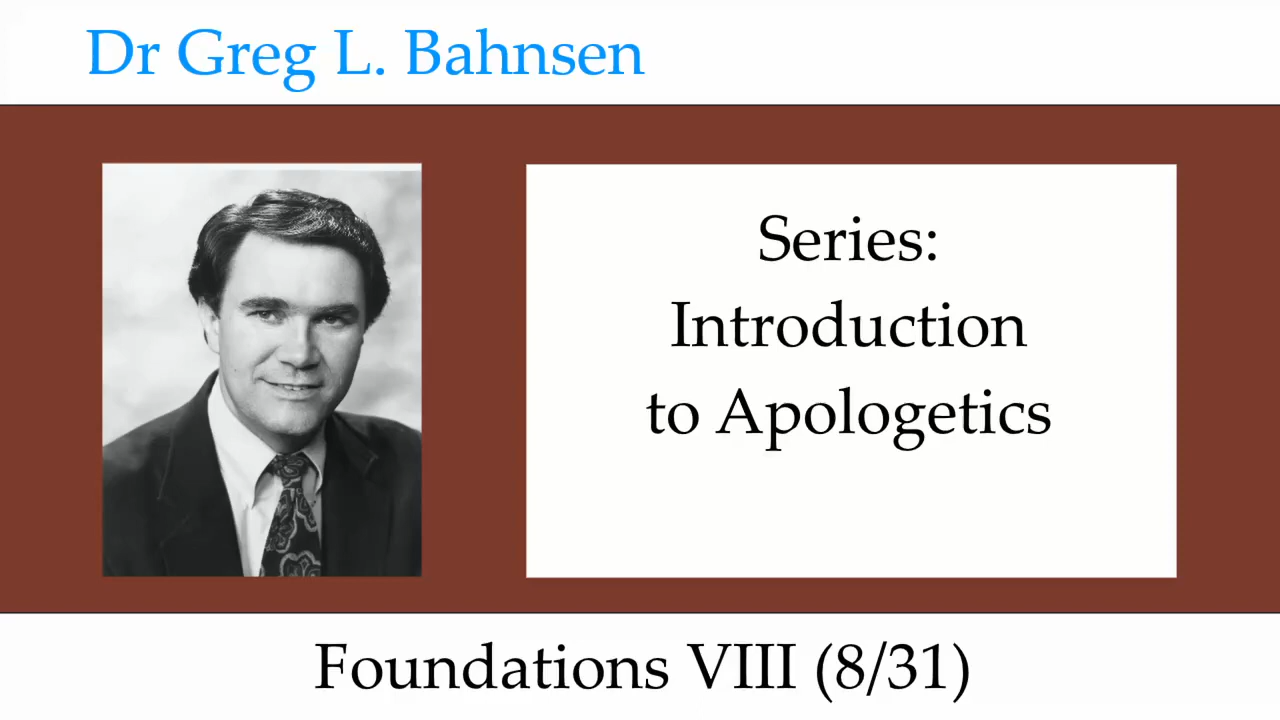 Dr Greg L. Bahnsen
Series:
Introduction
to Apologetics
Foundations VIII (8/31)